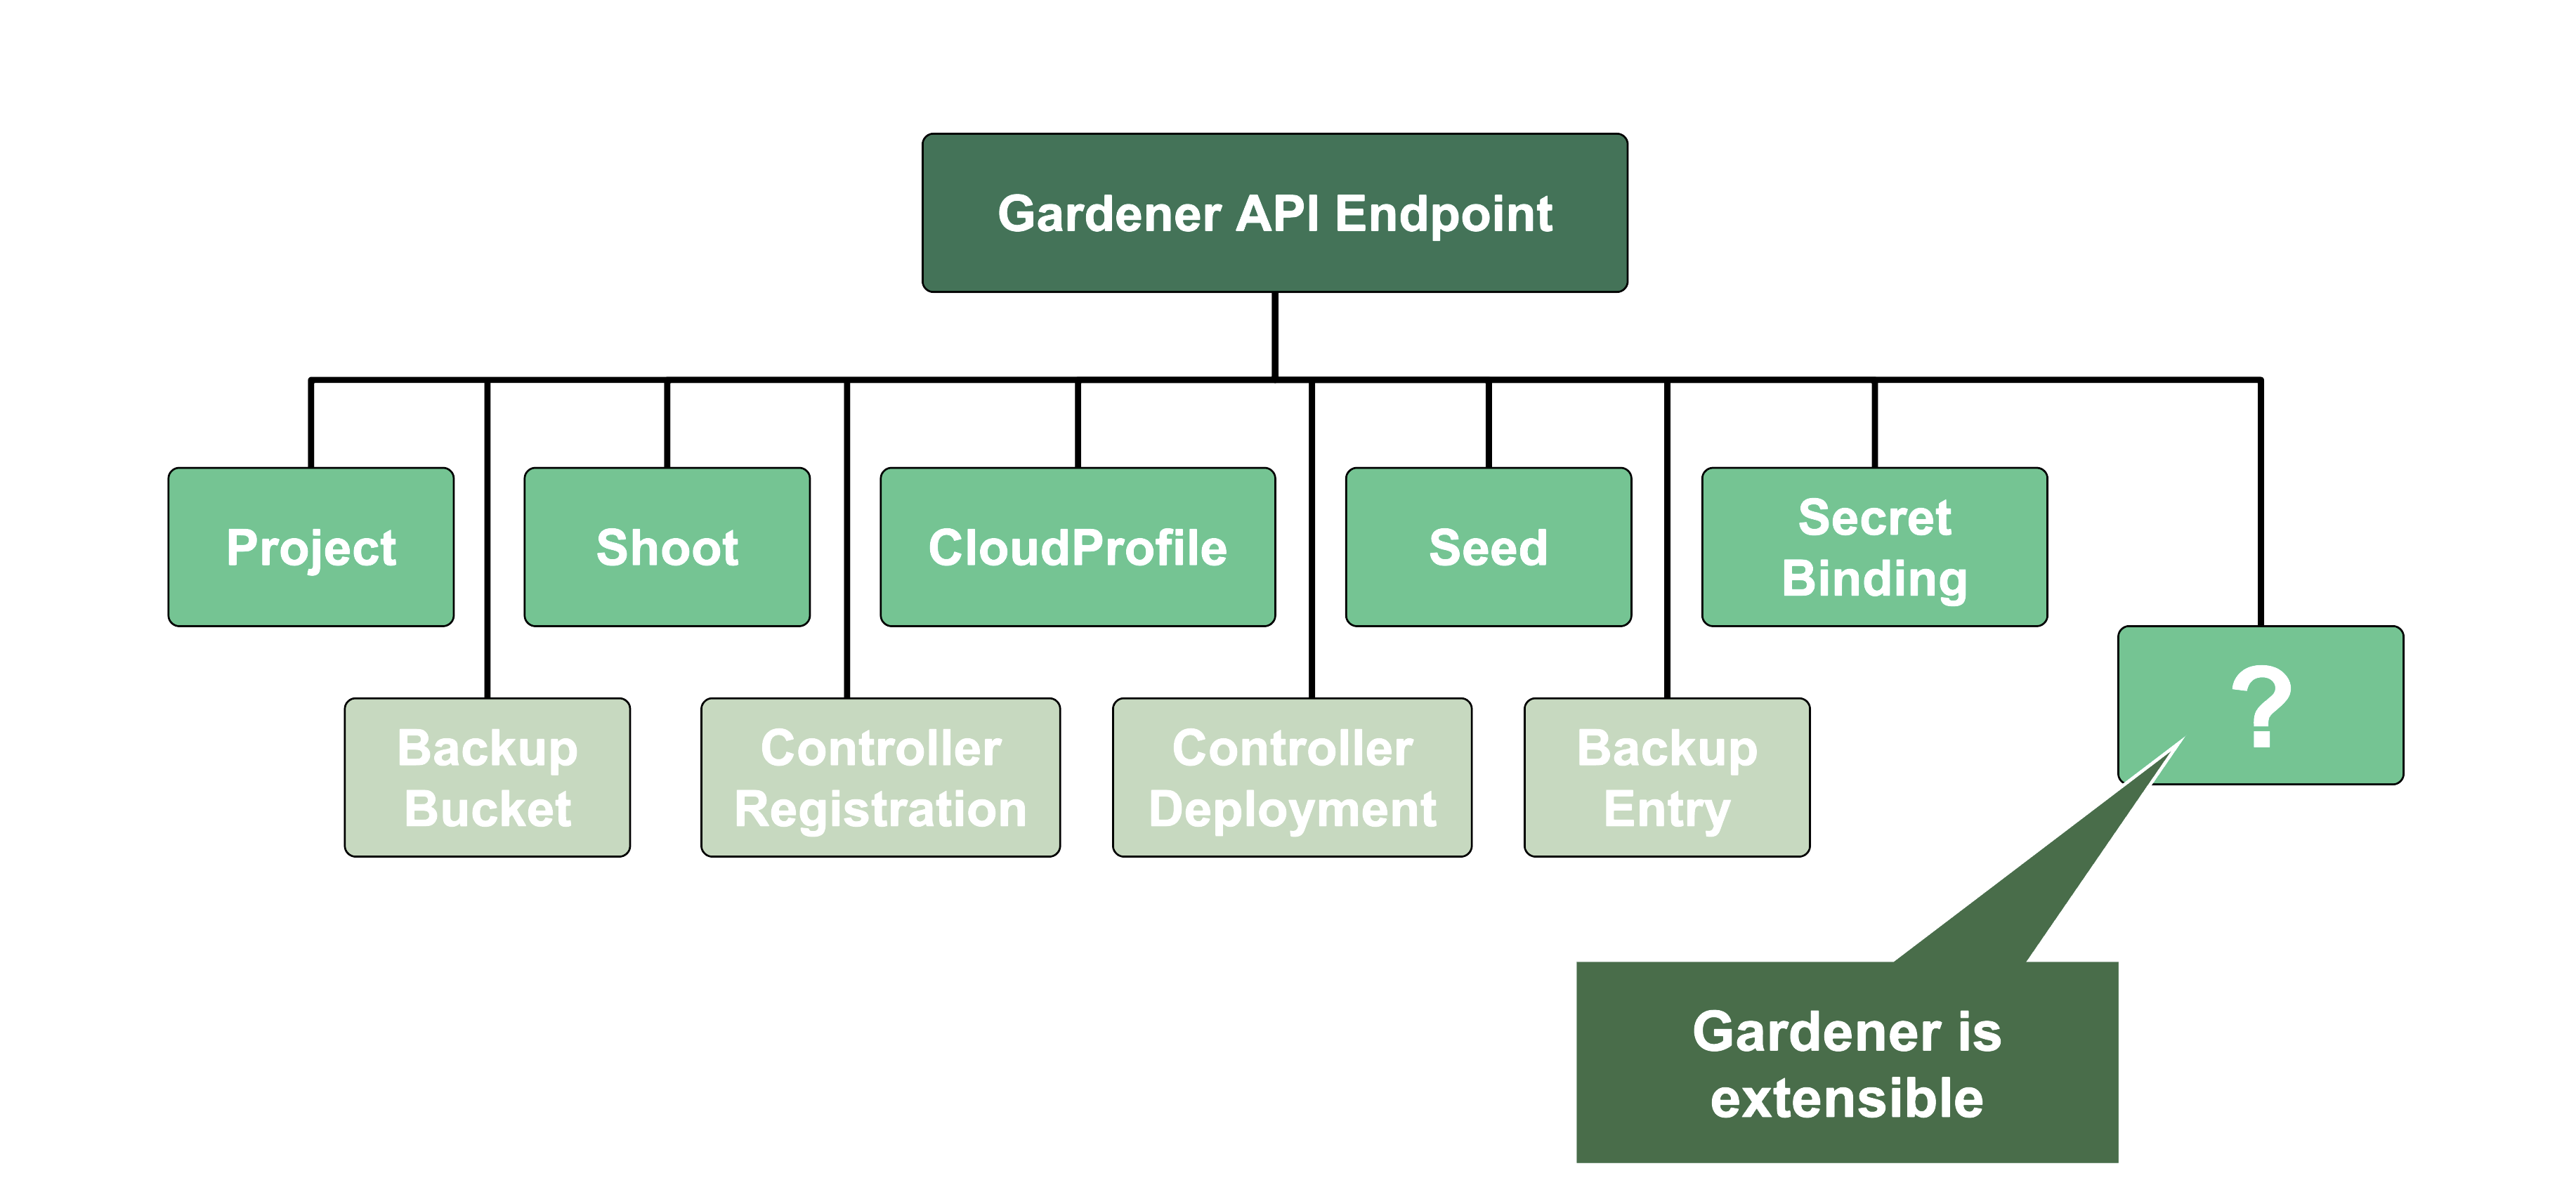 Gardener API Endpoint
Project
Shoot
CloudProfile
Seed
Secret
Binding
Backup
Bucket
Controller
Registration
Controller
Deployment
Backup
Entry
?
Gardener is
extensible